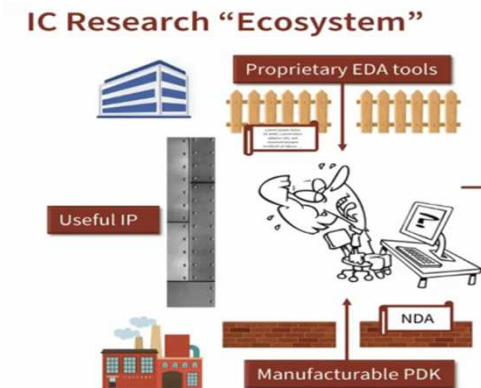 IC Research “Ecosystem”
Proprietary EDA tools
Useful IP
NDA
Manufacturable PDK